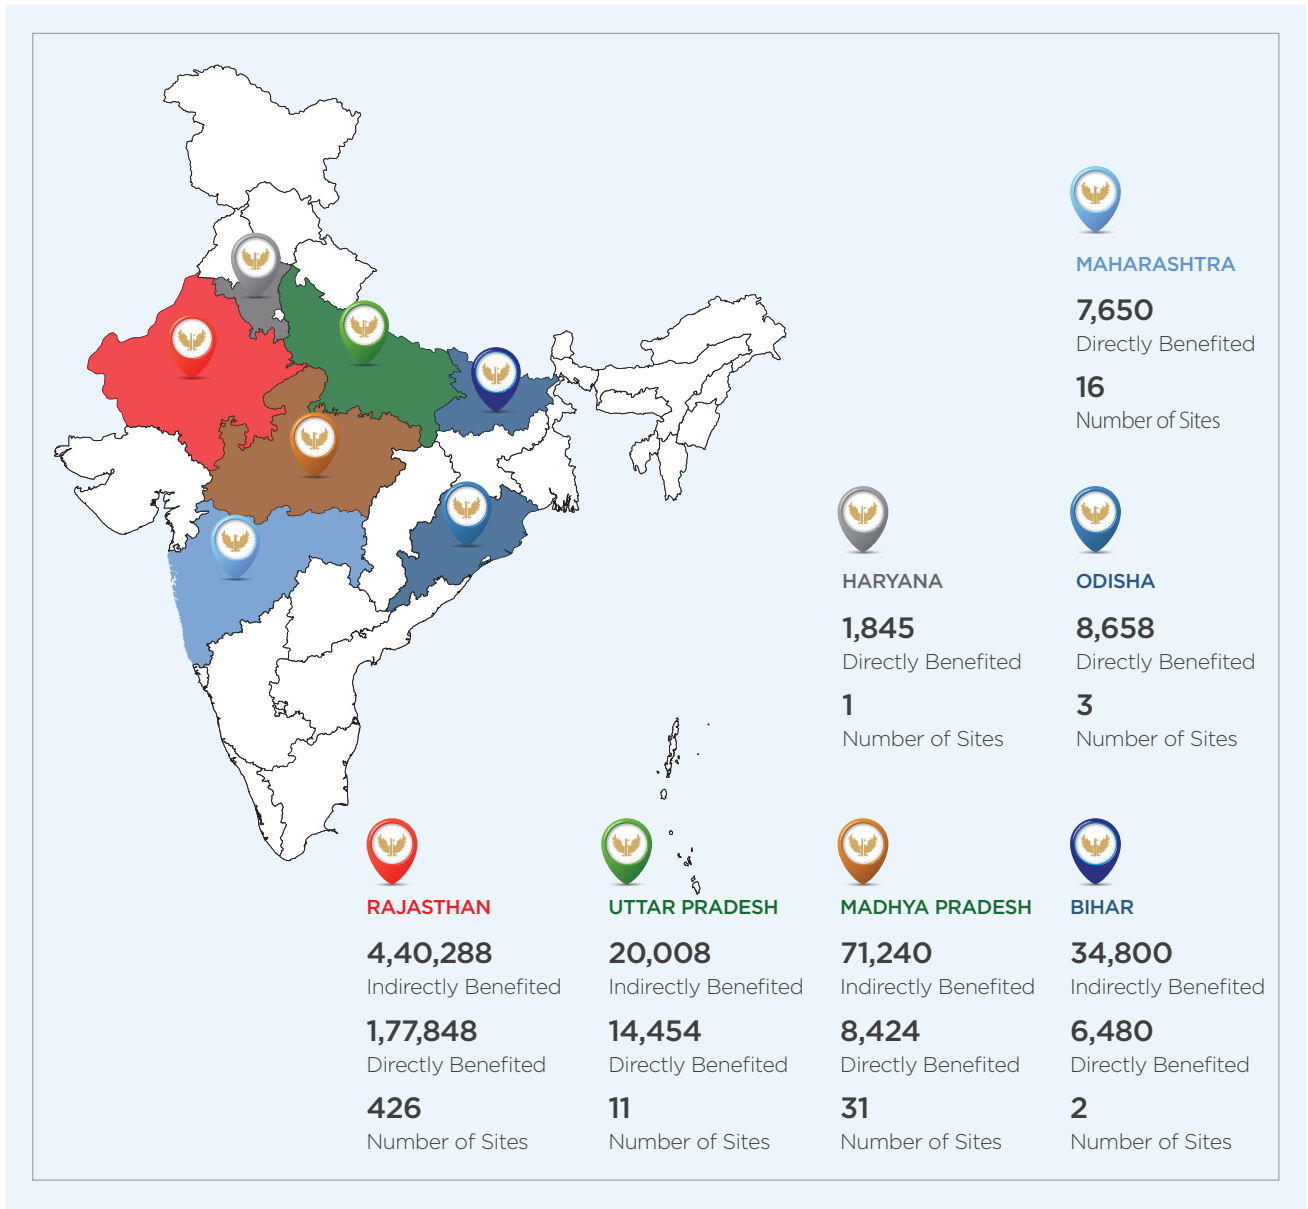 MAHARASHTRA
7,650
Directly Benefited
16
Number of Sites
HARYANA
1,845
Directly Benefited
1
Number of Sites
ODISHA
8,658
Directly Benefited
3
Number of Sites
RAJASTHAN
4,40,288
Indirectly Benefited
1,77,848
Directly Benefited
426
Number of Sites
UTTAR PRADESH
20,008
Indirectly Benefited
14,454
Directly Benefited
11
Number of Sites
MADHYA PRADESH
71,240
Indirectly Benefited
8,424
Directly Benefited
31
Number of Sites
BIHAR
34,800
Indirectly Benefited
6,480
Directly Benefited
2
Number of Sites